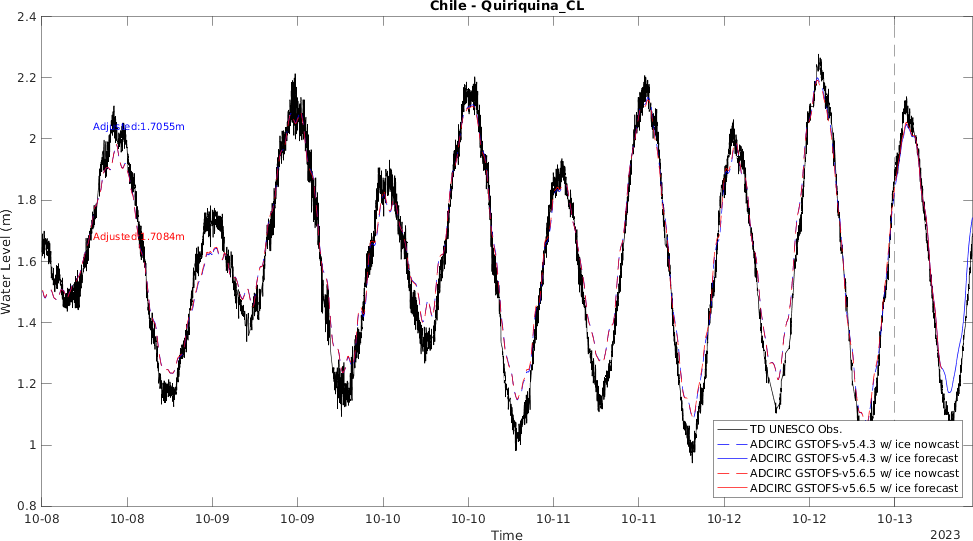 Chile - Quiriquina_CL
2.4
2.2
2
1.8
1.6
1.4
1.2
1
0.8
Water Level (m)
Adjusted:1.7055m
Adjusted:1.7084m
TD UNESCO Obs.
ADCIRC GSTOFS-v5.4.3 w/ ice nowcast
ADCIRC GSTOFS-v5.4.3 w/ ice forecast
ADCIRC GSTOFS-v5.6.5 w/ ice nowcast
ADCIRC GSTOFS-v5.6.5 w/ ice forecast
10-08 10-08 10-09 10-09 10-10 10-10 10-11 10-11 10-12 10-12 10-13
Time
2023